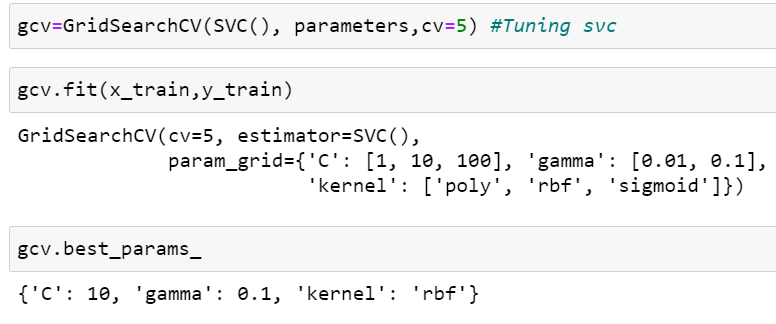 gcv=GridSearchCV(SVC(), parameters,cv=5) #Tuning svc
gcv.fit(x_train,y_train)
GridSearchCV(cv=5, estimator=SVC(),
             param_grid={'C': [1, 10, 100], 'gamma': [0.01, 0.1],
                         'kernel': ['poly', 'rbf', 'sigmoid']})
gcv.best_params_
{'C': 10, 'gamma': 0.1, 'kernel': 'rbf'}